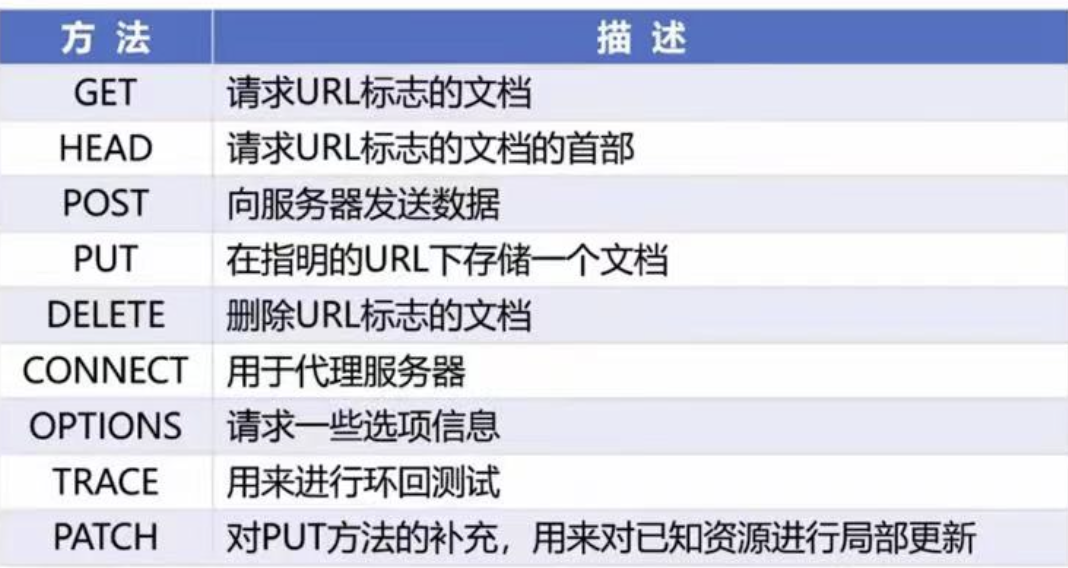 方 法 描 述
GET 请求URL标志的文档
HEAD 请求URL标志的文档的首部
POST 向服务器发送数据
PUT 在指明的URL下存储一个文档
DELETE 删除URL标志的文档
CONNECT 用于代理服务器
OPTIONS 请求一些选项信息
TRACE 用来进行环回测试
PATCH 对PUT方法的补充，用来对已知资源进行局部更新